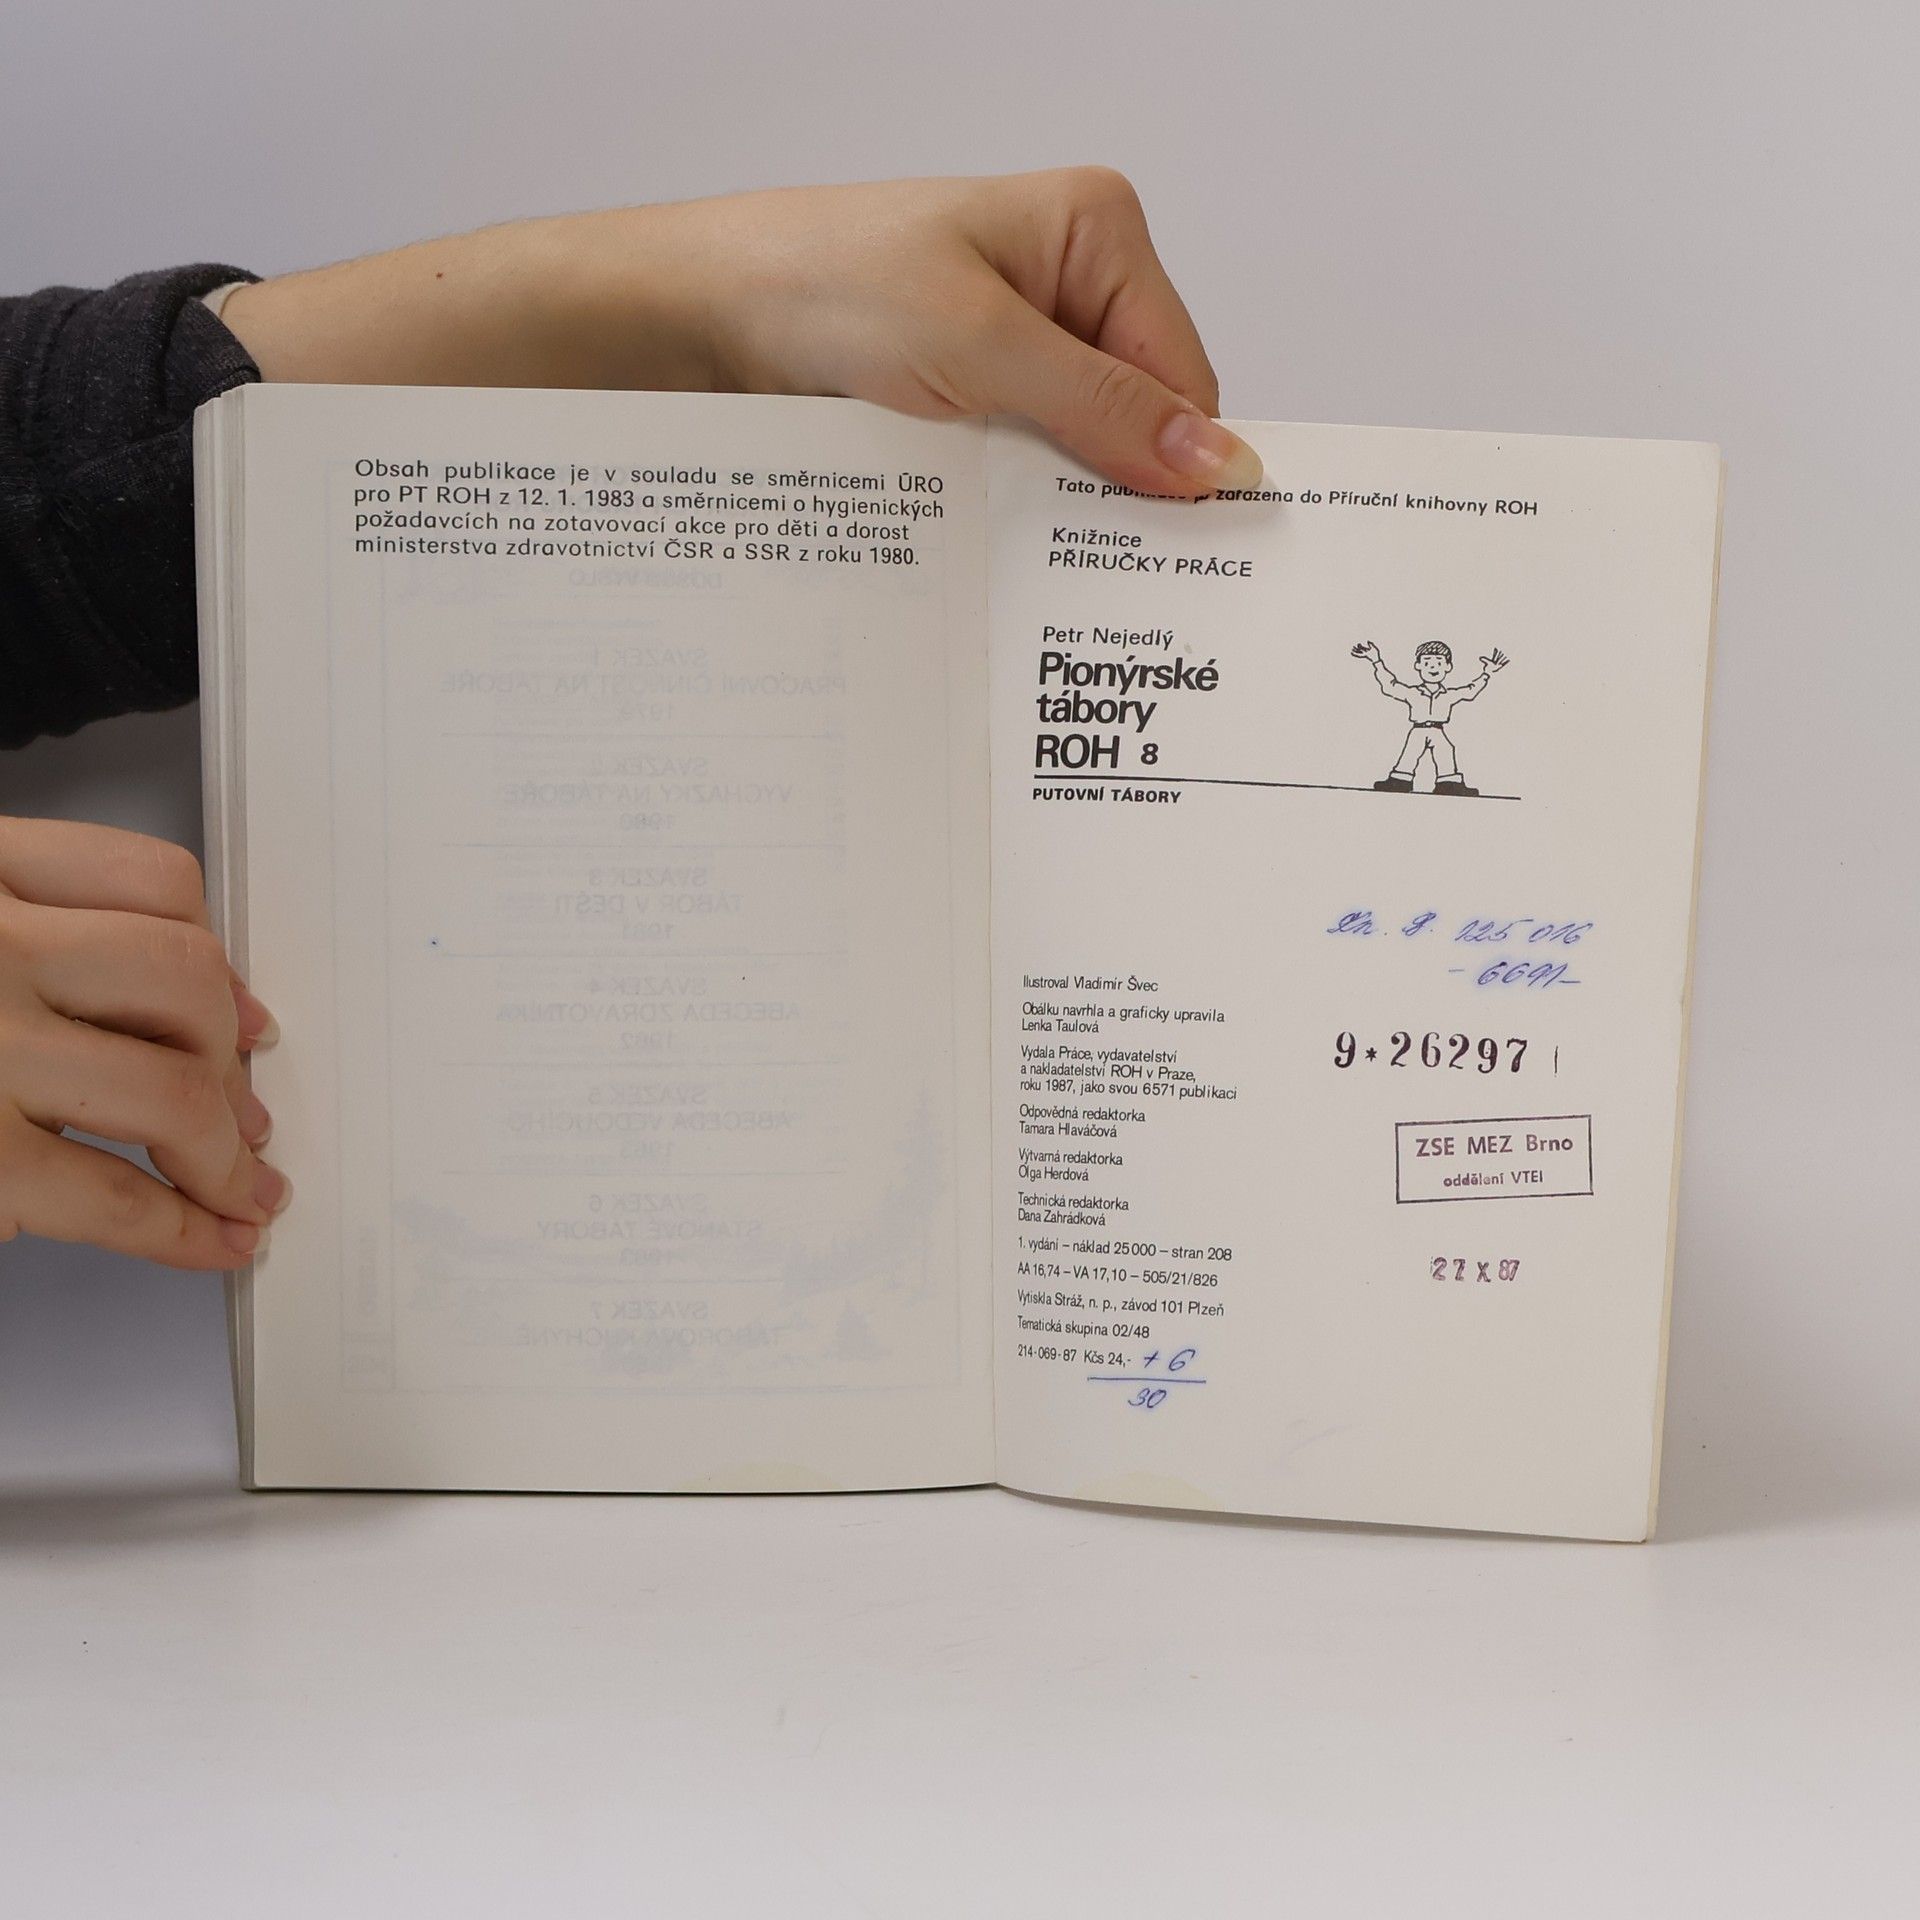 Obsah publikace je v souladu se směrnicemi ÚRO
pro PT ROH z 12. 1. 1983 a směrnicemi o hygienických
požadavcích na zotavovací akce pro děti a dorost
ministerstva zdravotnictví ČSR a SSR z roku 1980.
Tato zařazena do Příruční knihovny ROH
Knižnice
PŘÍRUČKY PRÁCE
Petr Nejedlý
Pionýrské
tábory
ROH 8
PUTOVNÍ TÁBORY
125 016
Ilustroval Vladimír Švec
Obálku navrhla a graficky upravila
Lenka Taulová
Vydala Práce, vydavatelství
a nakladatelství ROH v Praze,
roku 1987, jako svou 6571 publikaci
Odpovědná redaktorka
Tamara Hlaváčová
Výtvarná redaktorka
Olga Herdová
Technická redaktorka
Dana Zahrádková
1. vydání – náklad 25 000 – stran 208
AA 16,74 – VA 17,10 – 505/21/826
Vytiskla Stráž, n. p., závod 101 Plzeň
Tematická skupina 02/48
214-069-87 Kčs 24,- + 6
30
9*26297
ZSE MEZ Brno
oddělení VTEI
X 87